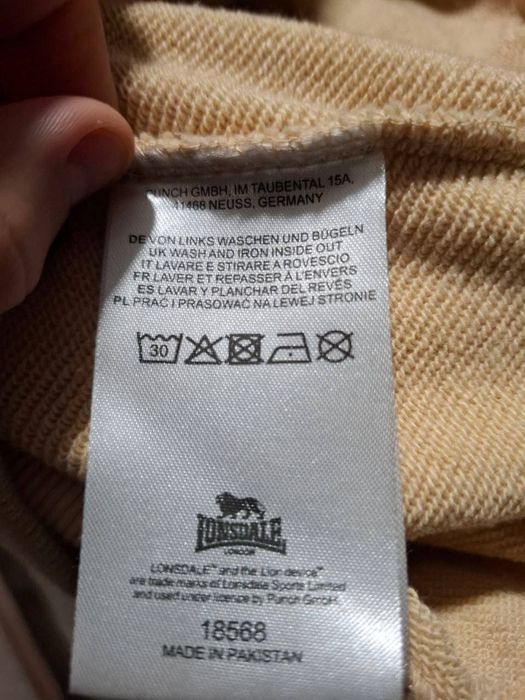 PUNCH GMBH, IM TAUBENTAL 15A,
41468 NEUSS, GERMANY
DE VON LINKS WASCHEN UND BÜGELN
UK WASH AND IRON INSIDE OUT
IT LAVARE E STIRARE A ROVESCIO
FR LAVER ET REPASSER À L'ENVERS
ES LAVAR Y PLANCHAR DEL REVÉS
PL PRAĆ I PRASOWAĆ NA LEWEJ STRONIE
30
LONSDALE
LONDON
LONSDALE™ and the Lion device™
are trade marks of Lonsdale Sports Limited
and used under licence by Punch GmbH.
18568
MADE IN PAKISTAN